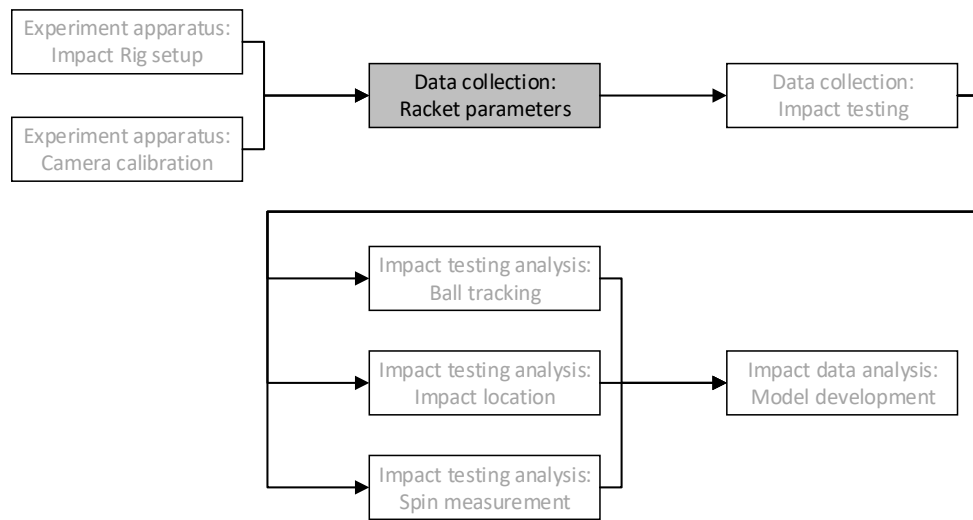 Experiment apparatus:
Impact Rig setup
Data collection:
Racket parameters
Data collection:
Impact testing
Experiment apparatus:
Camera calibration
Impact testing analysis:
Ball tracking
Impact testing analysis:
Impact location
Impact data analysis:
Model development
Impact testing analysis:
Spin measurement